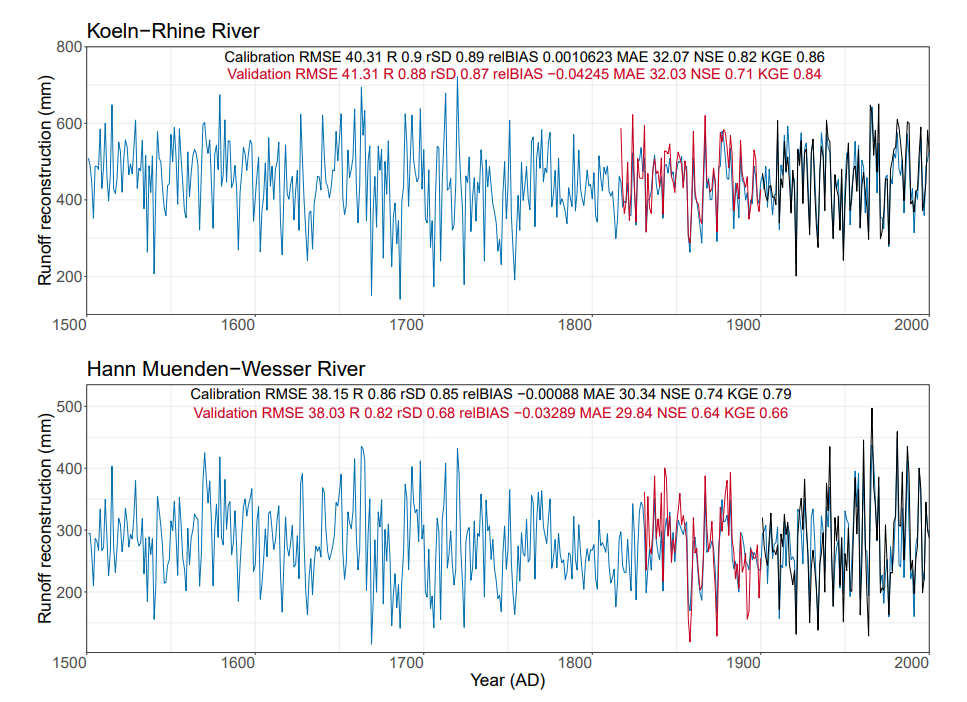 Koeln−Rhine River
Calibration RMSE 40.31 R 0.9 rSD 0.89 relBIAS 0.0010623 MAE 32.07 NSE 0.82 KGE 0.86
Validation RMSE 41.31 R 0.88 rSD 0.87 relBIAS −0.04245 MAE 32.03 NSE 0.71 KGE 0.84
Runoff reconstruction (mm)
800
600
400
200
1500 1600 1700 1800 1900 2000
Hann Muenden−Wesser River
Calibration RMSE 38.15 R 0.86 rSD 0.85 relBIAS −0.00088 MAE 30.34 NSE 0.74 KGE 0.79
Validation RMSE 38.03 R 0.82 rSD 0.68 relBIAS −0.03289 MAE 29.84 NSE 0.64 KGE 0.66
Runoff reconstruction (mm)
500
400
300
200
1500 1600 1700 1800 1900 2000
Year (AD)